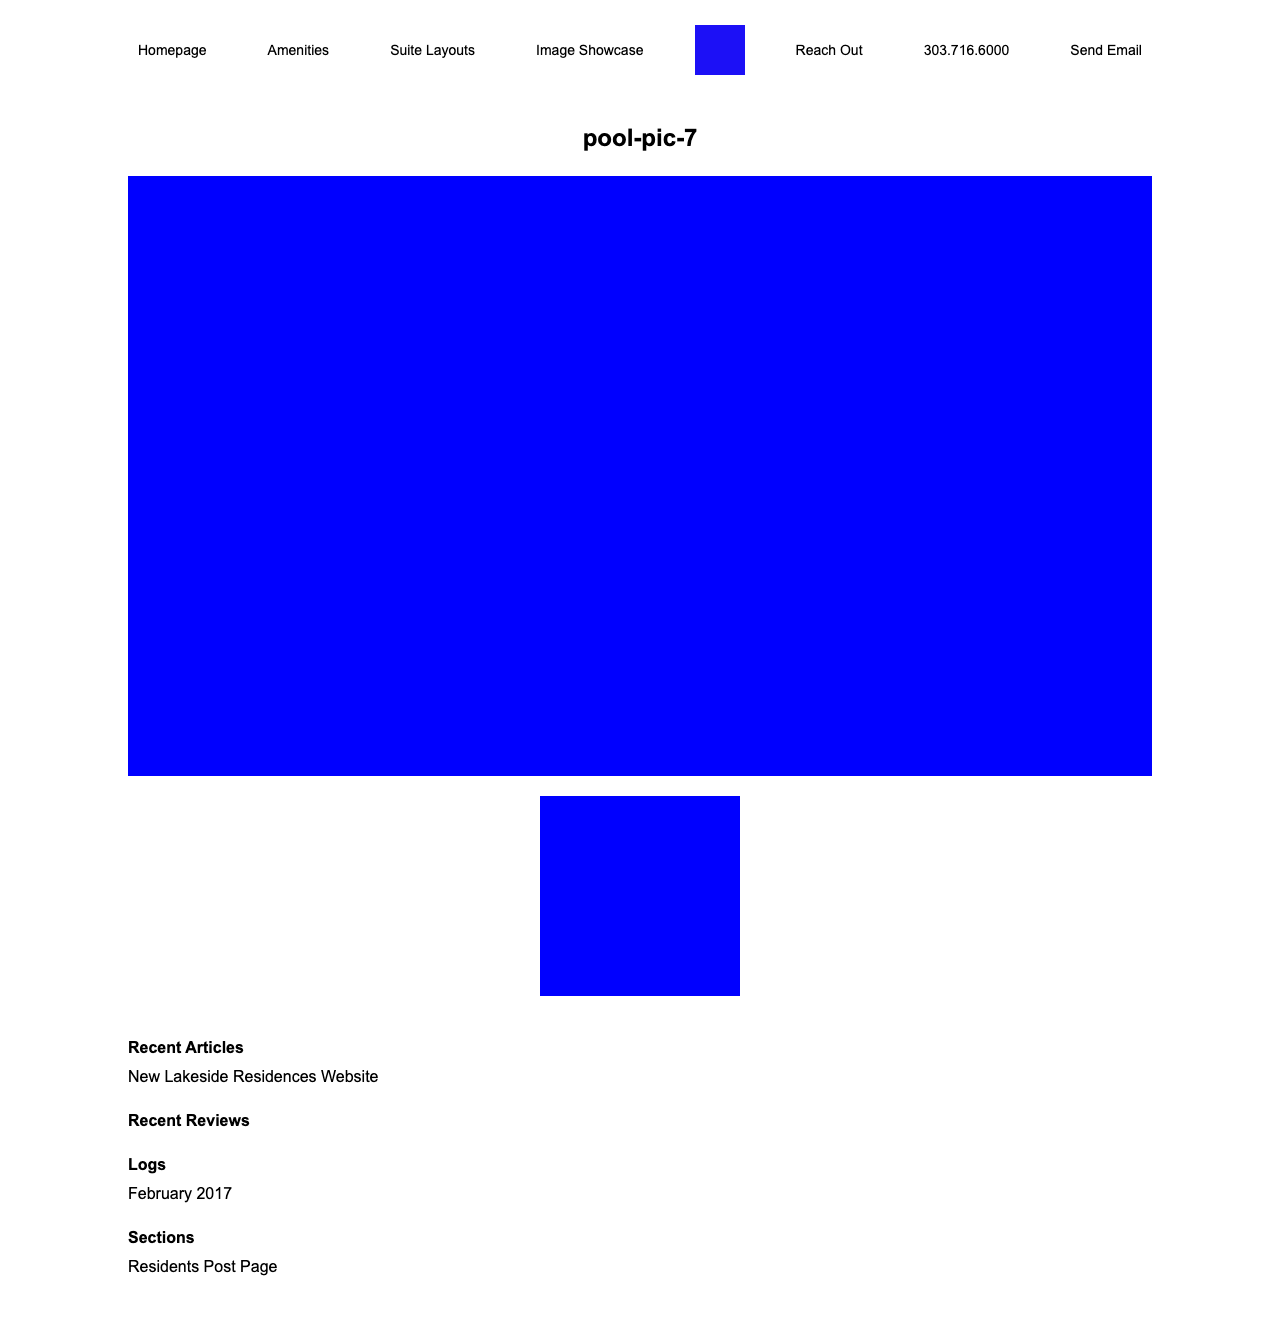 Homepage Amenities Suite Layouts Image Showcase Reach Out 303.716.6000 Send Email
pool-pic-7
Recent Articles
New Lakeside Residences Website
Recent Reviews
Logs
February 2017
Sections
Residents Post Page